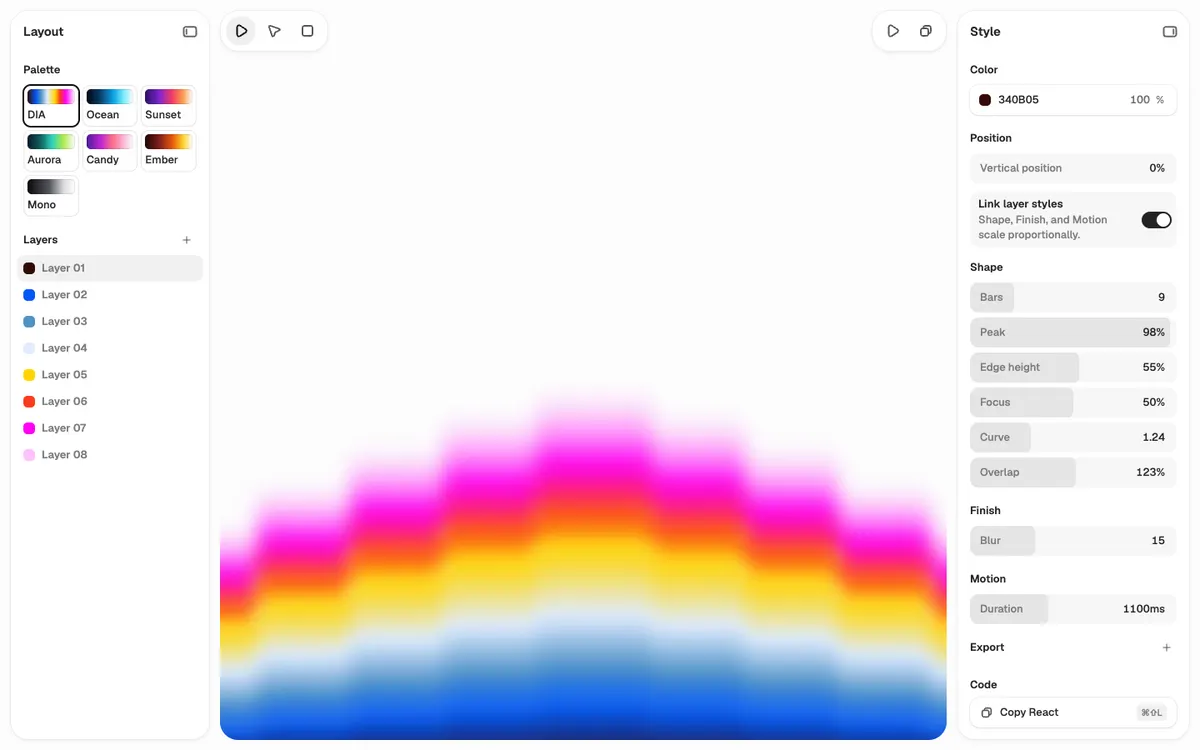 Layout
Palette
DIA
Ocean
Sunset
Aurora
Candy
Ember
Mono
Layers
Layer 01
Layer 02
Layer 03
Layer 04
Layer 05
Layer 06
Layer 07
Layer 08
Style
Color
340B05 100 %
Position
Vertical position 0%
Link layer styles
Shape, Finish, and Motion
scale proportionally.
Shape
Bars 9
Peak 98%
Edge height 55%
Focus 50%
Curve 1.24
Overlap 123%
Finish
Blur 15
Motion
Duration 1100ms
Export
Code
Copy React ⌘⇧L